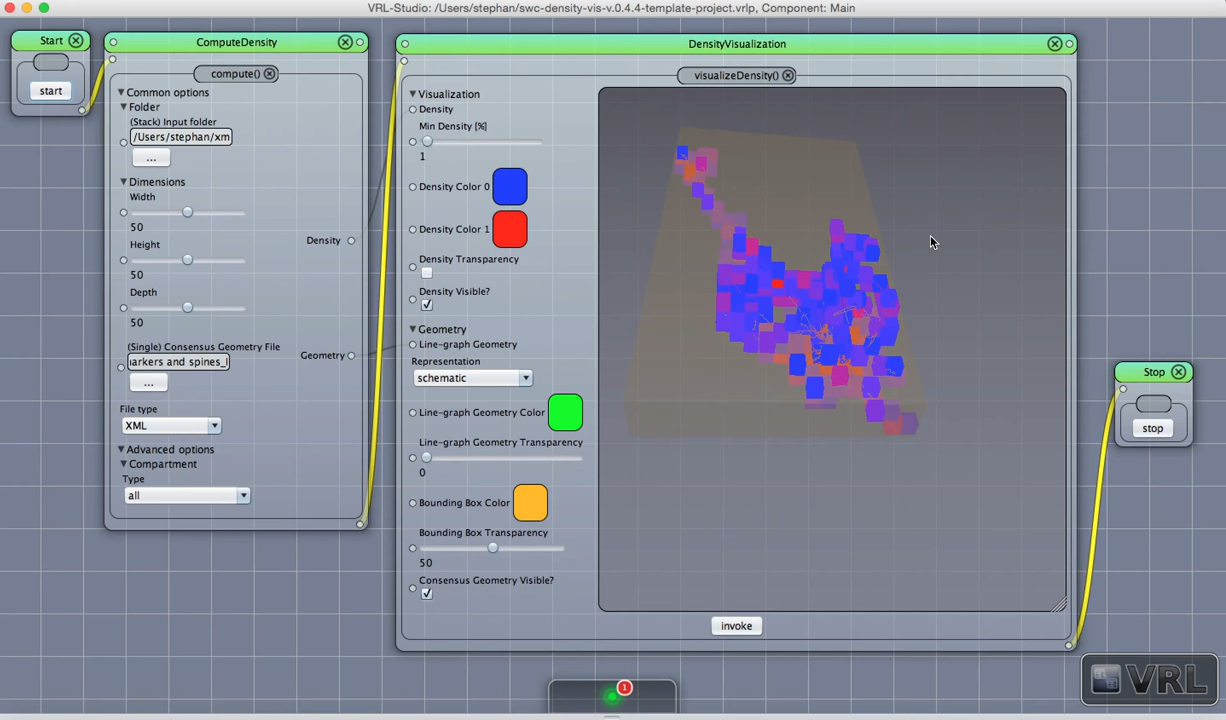 VRL-Studio: /Users/stephan/swc-density-vis-v.0.4.4-template-project.vrlp, Component: Main
Start
start
ComputeDensity
compute()
Common options
Folder
(Stack) Input folder
/Users/stephan/xm
...
Dimensions
Width
50
Height
50
Depth
50
(Single) Consensus Geometry File
arkers and spines_
...
File type
XML
Advanced options
Compartment
Type
all
Density
Geometry
DensityVisualization
visualizeDensity()
Visualization
Density
Min Density [%]
1
Density Color 0
Density Color 1
Density Transparency
Density Visible?
Geometry
Line-graph Geometry
Representation
schematic
Line-graph Geometry Color
Line-graph Geometry Transparency
0
Bounding Box Color
Bounding Box Transparency
50
Consensus Geometry Visible?
invoke
Stop
stop
1
VRL